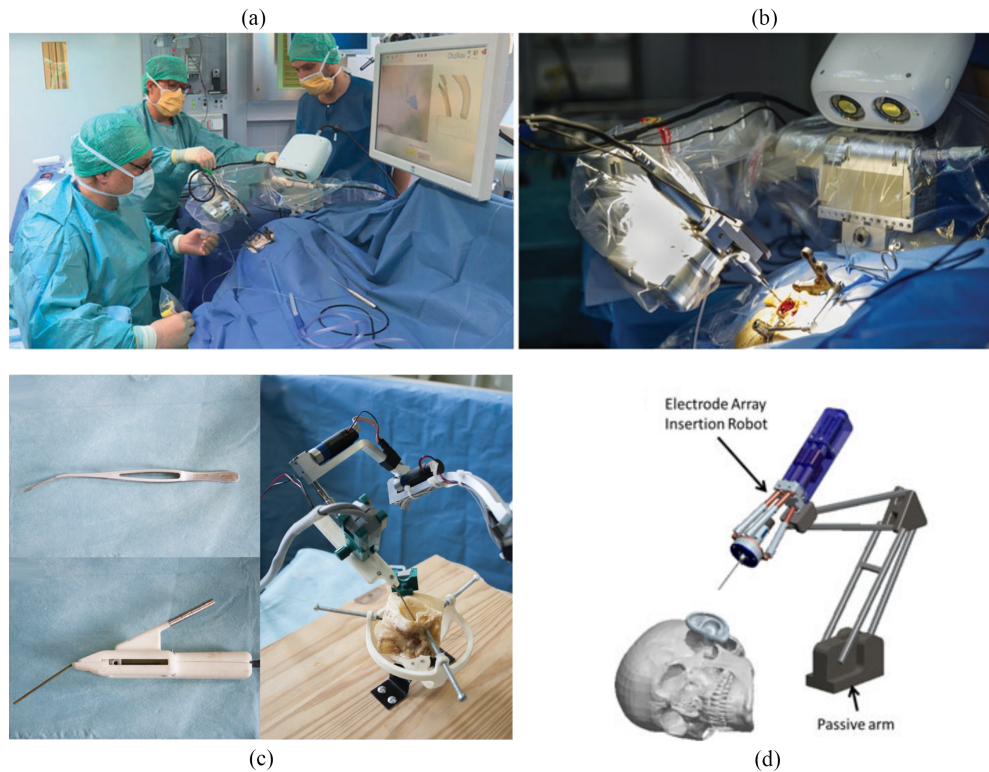 (a)
(b)
Electrode Array
Insertion Robot
Passive arm
(c)
(d)